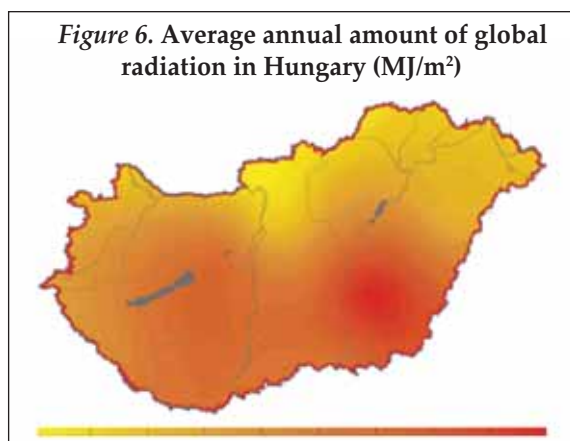 Figure 6. Average annual amount of global
radiation in Hungary (MJ/m²)